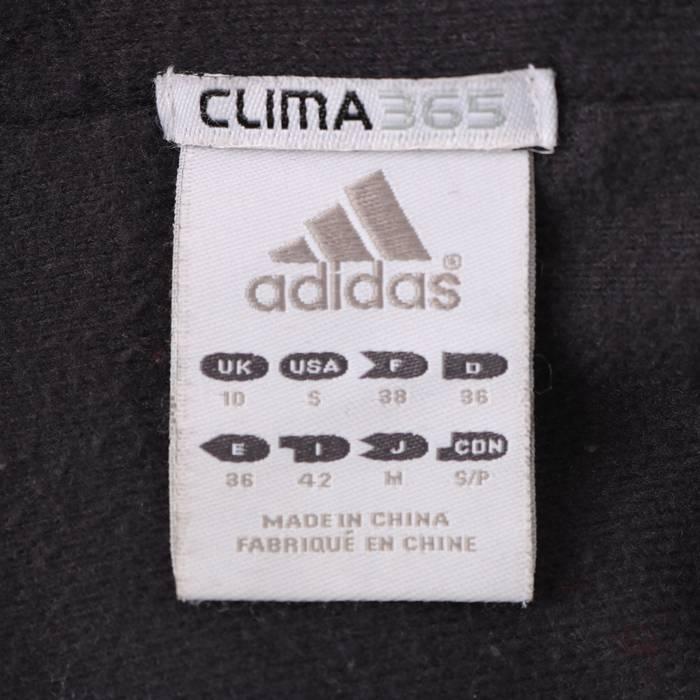 CLIMA365
adidas®
UK USA F D
10 S 38 36
E I J CDN
36 42 M S/P
MADE IN CHINA
FABRIQUÉ EN CHINE